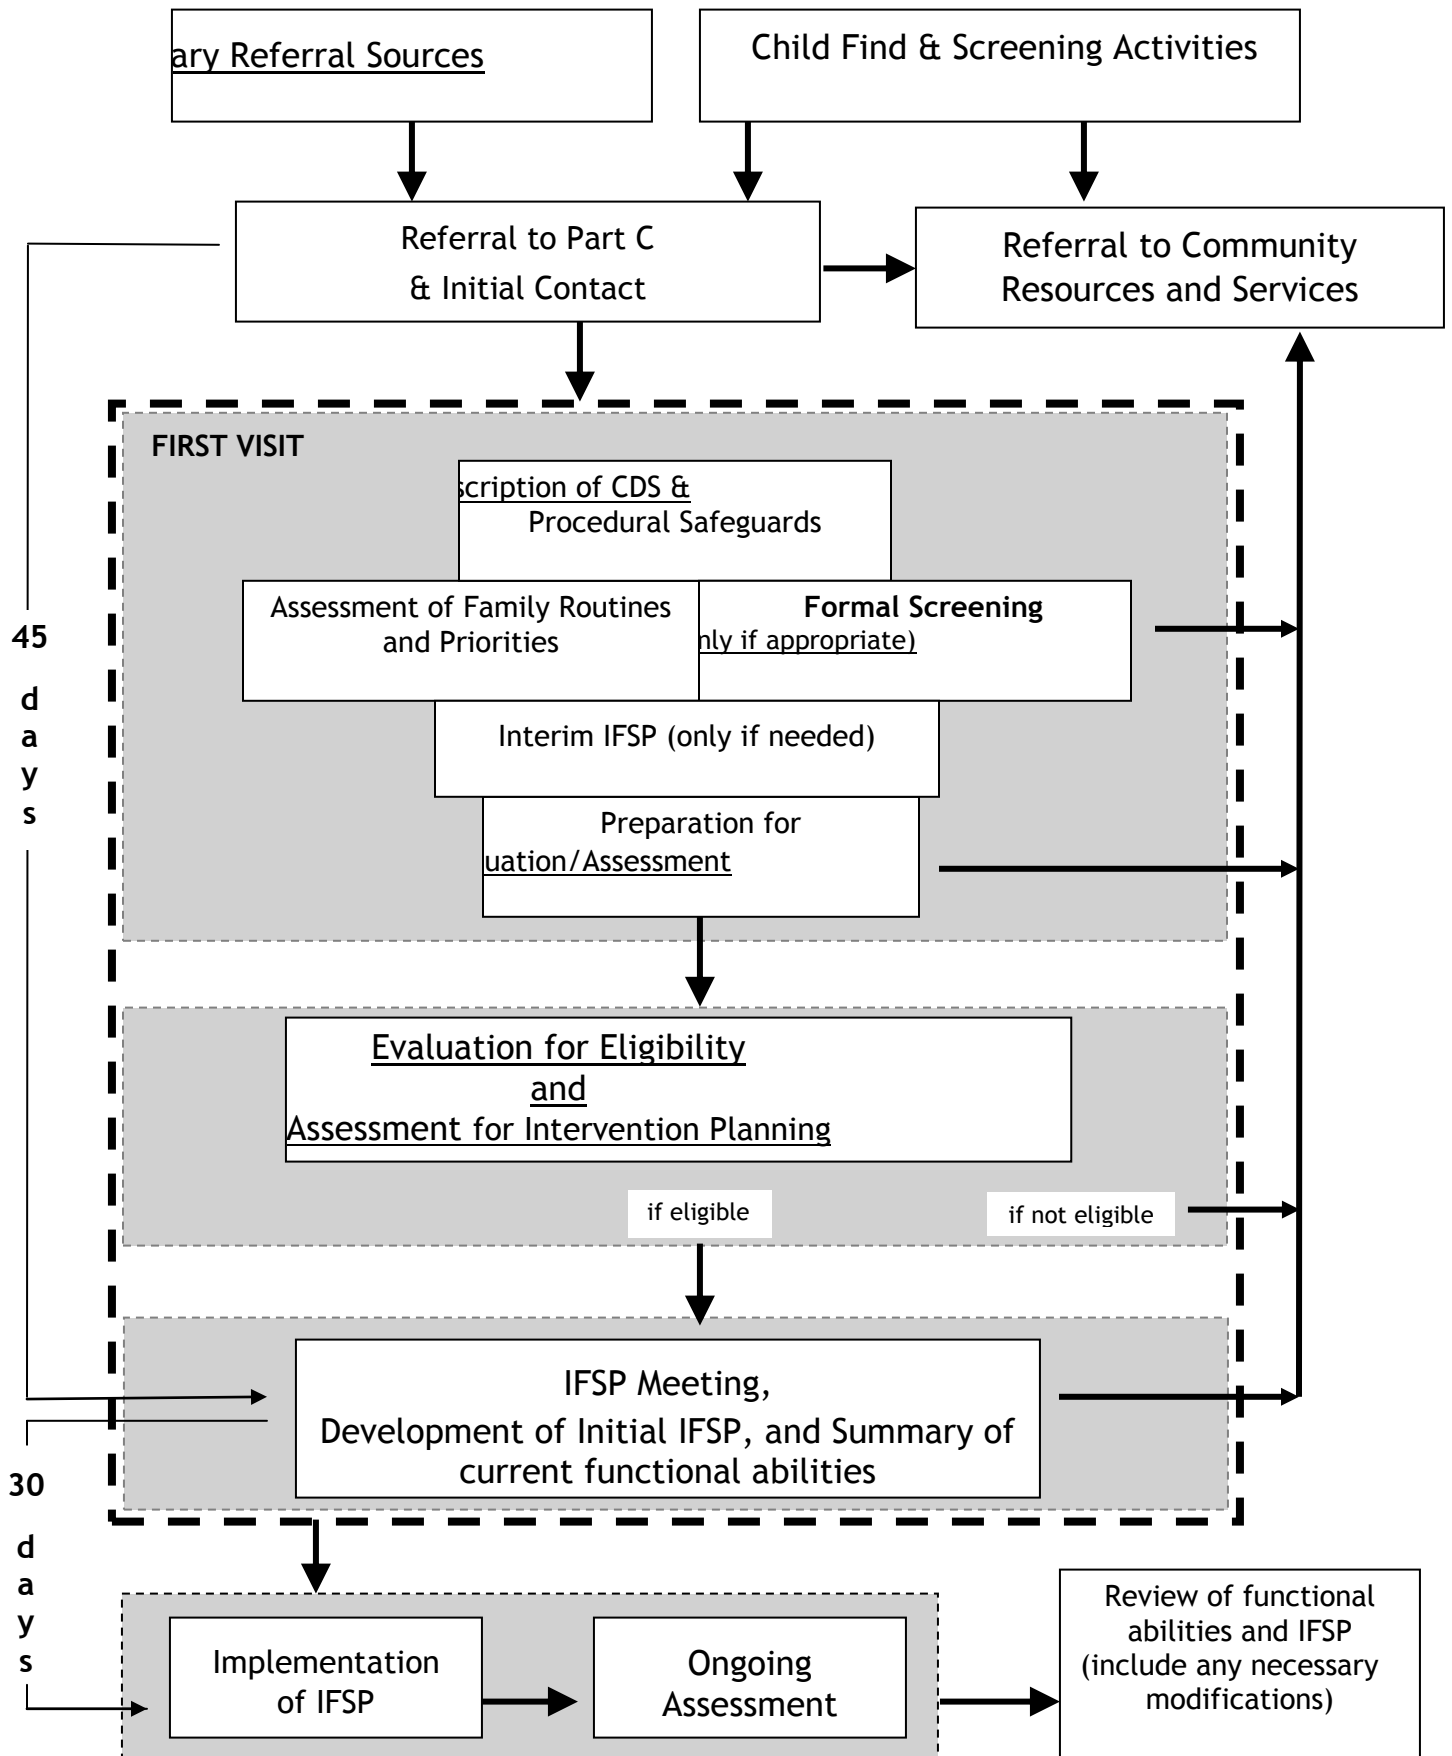 ary Referral Sources
Child Find & Screening Activities
Referral to Part C
& Initial Contact
Referral to Community
Resources and Services
FIRST VISIT
scription of CDS &
Procedural Safeguards
Assessment of Family Routines
and Priorities
Formal Screening
nly if appropriate)
Interim IFSP (only if needed)
Preparation for
uation/Assessment
45
d
a
y
s
Evaluation for Eligibility
and
Assessment for Intervention Planning
if eligible
if not eligible
IFSP Meeting,
Development of Initial IFSP, and Summary of
current functional abilities
30
d
a
y
s
Implementation
of IFSP
Ongoing
Assessment
Review of functional
abilities and IFSP
(include any necessary
modifications)